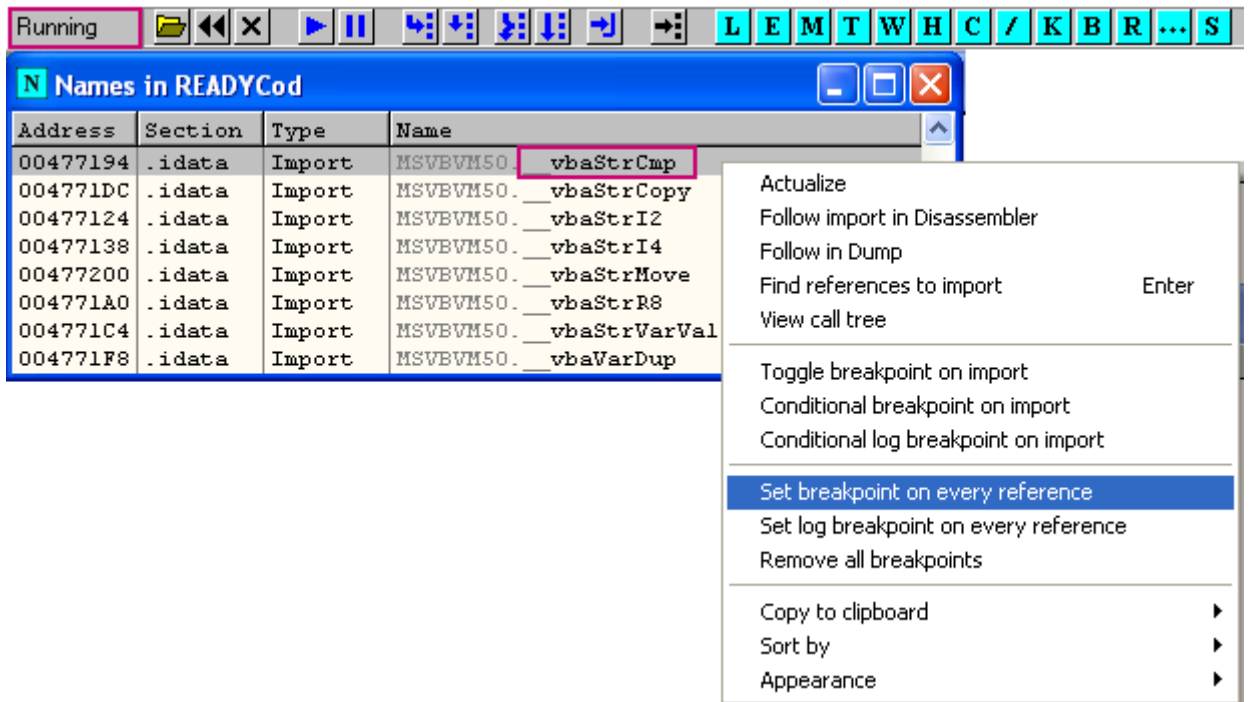 Running L E M T W H C / K B R ... S
N Names in READYCod
Address Section Type Name
00477194 .idata Import MSVBVM50.__vbaStrCmp
004771DC .idata Import MSVBVM50.__vbaStrCopy
00477124 .idata Import MSVBVM50.__vbaStrI2
00477138 .idata Import MSVBVM50.__vbaStrI4
00477200 .idata Import MSVBVM50.__vbaStrMove
004771A0 .idata Import MSVBVM50.__vbaStrR8
004771C4 .idata Import MSVBVM50.__vbaStrVarVal
004771F8 .idata Import MSVBVM50.__vbaVarDup
Actualize
Follow import in Disassembler
Follow in Dump
Find references to import Enter
View call tree
Toggle breakpoint on import
Conditional breakpoint on import
Conditional log breakpoint on import
Set breakpoint on every reference
Set log breakpoint on every reference
Remove all breakpoints
Copy to clipboard
Sort by
Appearance